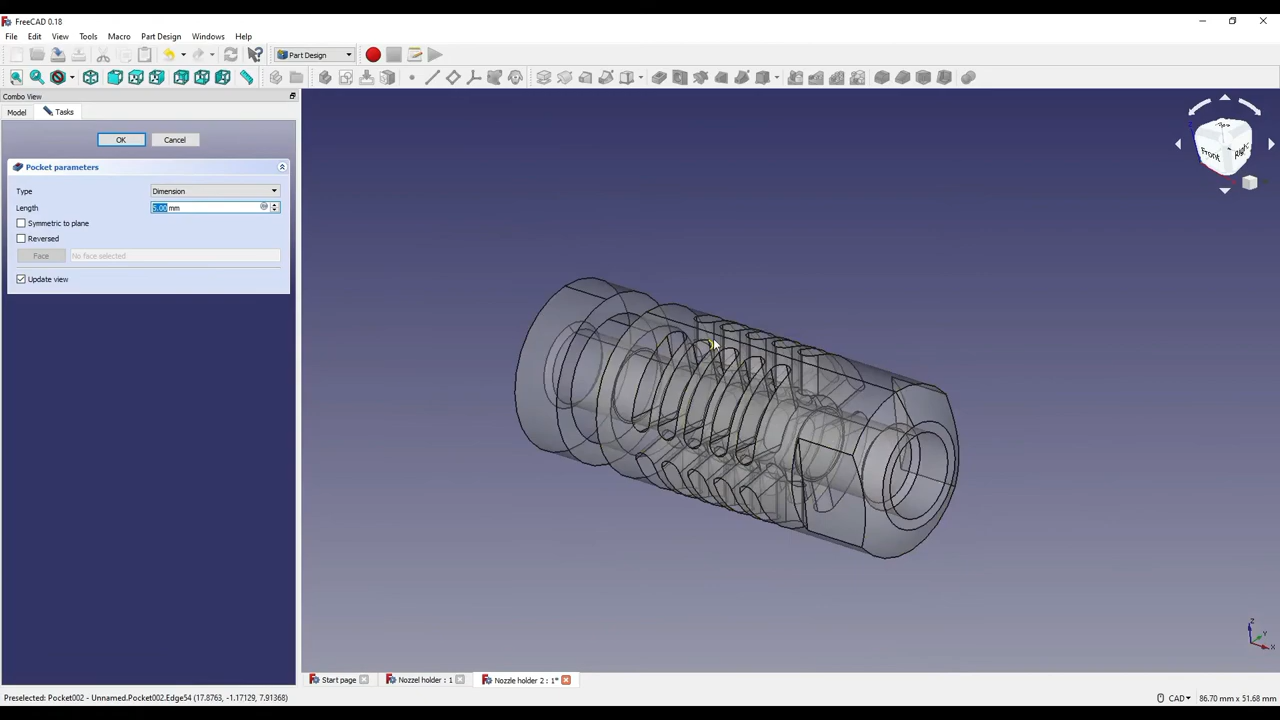 FreeCAD 0.18
File Edit View Tools Macro Part Design Windows Help
Part Design
Combo View
Model Tasks
OK Cancel
Pocket parameters
Type Dimension
Length 5.00 mm
Symmetric to plane
Reversed
Face No face selected
Update view
Front Right
Z
Y
X
Start page Nozzel holder : 1 Nozzle holder 2 : 1*
Preselected: Pocket002 - Unnamed.Pocket002.Edge54 (17.8763, -1.17129, 7.91368) CAD 86.70 mm x 51.68 mm